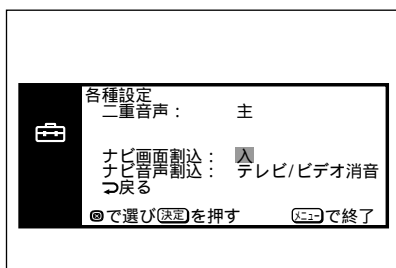 各種設定
二重音声： 主
ナビ画面割込： 入
ナビ音声割込： テレビ/ビデオ消音
⊃戻る
◎で選び決定を押す メニューで終了